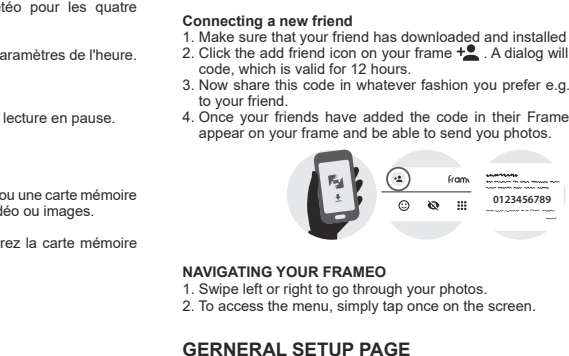 téo pour les quatre
aramètres de l'heure.
lecture en pause.
ou une carte mémoire
déo ou images.
rez la carte mémoire
Connecting a new friend
1. Make sure that your friend has downloaded and installed
2. Click the add friend icon on your frame . A dialog will
code, which is valid for 12 hours.
3. Now share this code in whatever fashion you prefer e.g.
to your friend.
4. Once your friends have added the code in their Frame
appear on your frame and be able to send you photos.
fram
0123456789
NAVIGATING YOUR FRAMEO
1. Swipe left or right to go through your photos.
2. To access the menu, simply tap once on the screen.
GERNERAL SETUP PAGE